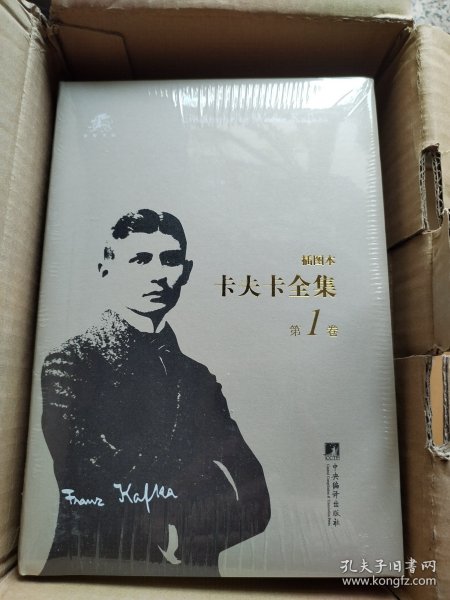 插图本
卡夫卡全集
第1卷
Franz Kafka
中央编译出版社
孔夫子旧书网
www.kongfz.com